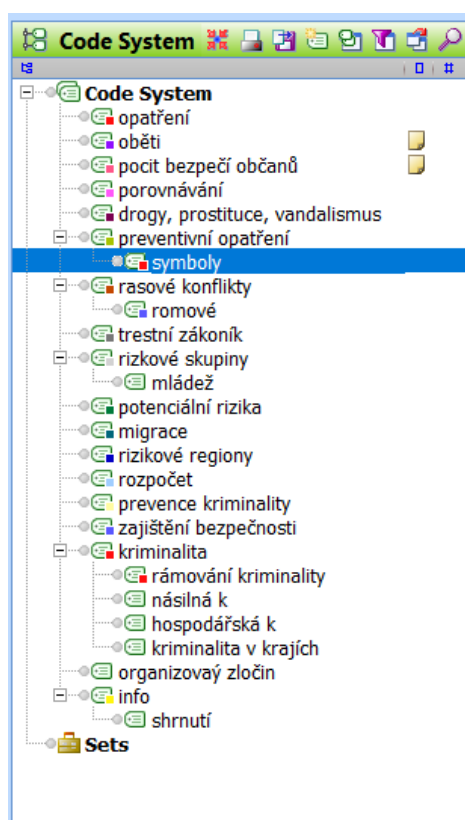 Code System
#
Code System
opatření
oběti
pocit bezpečí občanů
porovnávání
drogy, prostituce, vandalismus
preventivní opatření
symboly
rasové konflikty
romové
trestní zákoník
rizkové skupiny
mládež
potenciální rizika
migrace
rizikové regiony
rozpočet
prevence kriminality
zajištění bezpečnosti
kriminalita
rámování kriminality
násilná k
hospodářská k
kriminalita v krajích
organizovaý zločin
info
shrnutí
Sets